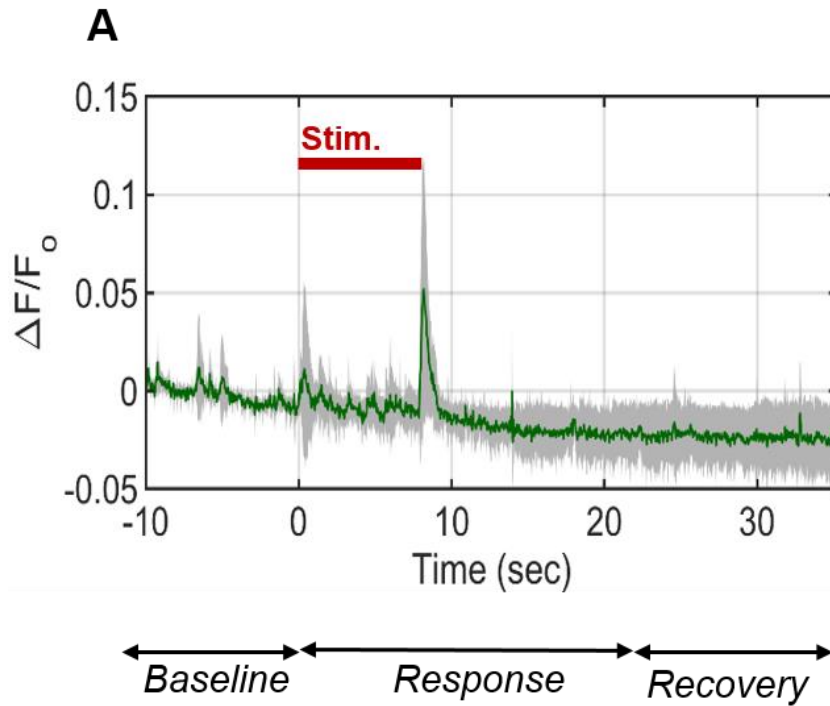 A
0.15
Stim.
0.1
0.05
0
-0.05
ΔF/Fo
-10 0 10 20 30
Time (sec)
Baseline Response Recovery